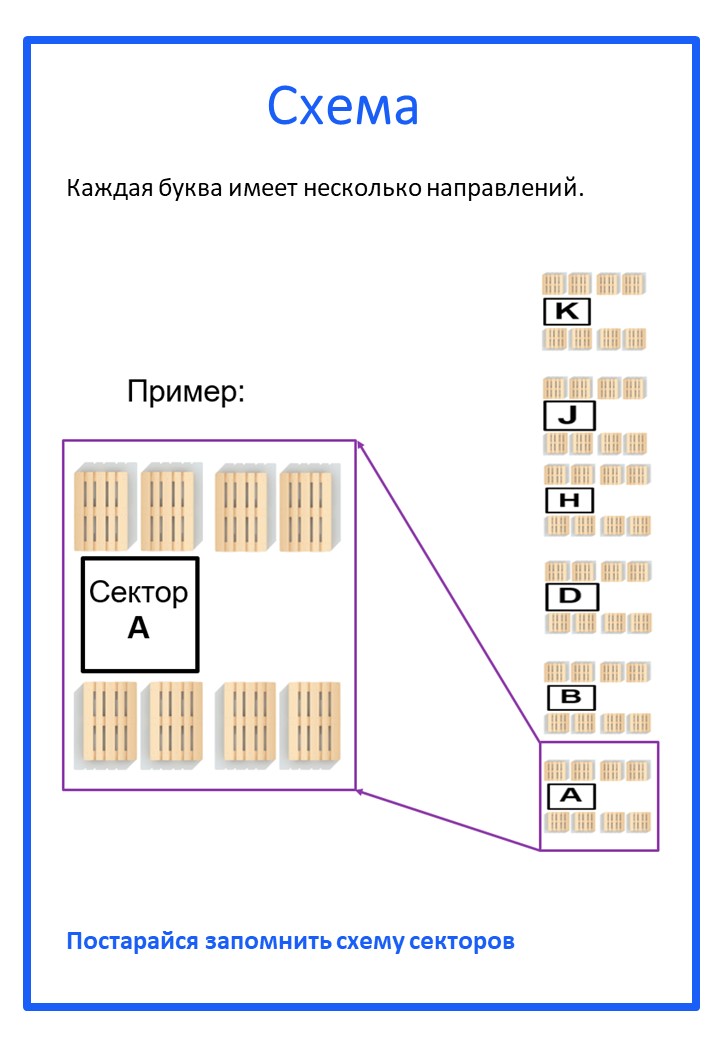 Схема
Каждая буква имеет несколько направлений.
K
J
Пример:
H
Сектор
A
D
B
A
Постарайся запомнить схему секторов